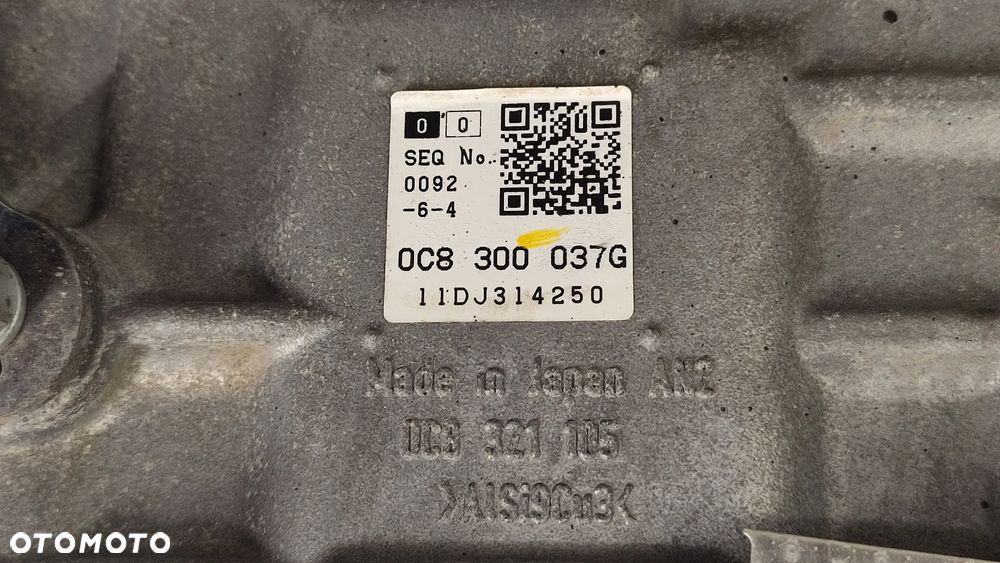 0 0
SEQ No.
0092
-6-4
0C8 300 037G
11DJ314250
Made in Japan AN2
0C8 321 105
>AlSi9Cu3<
OTOMOTO